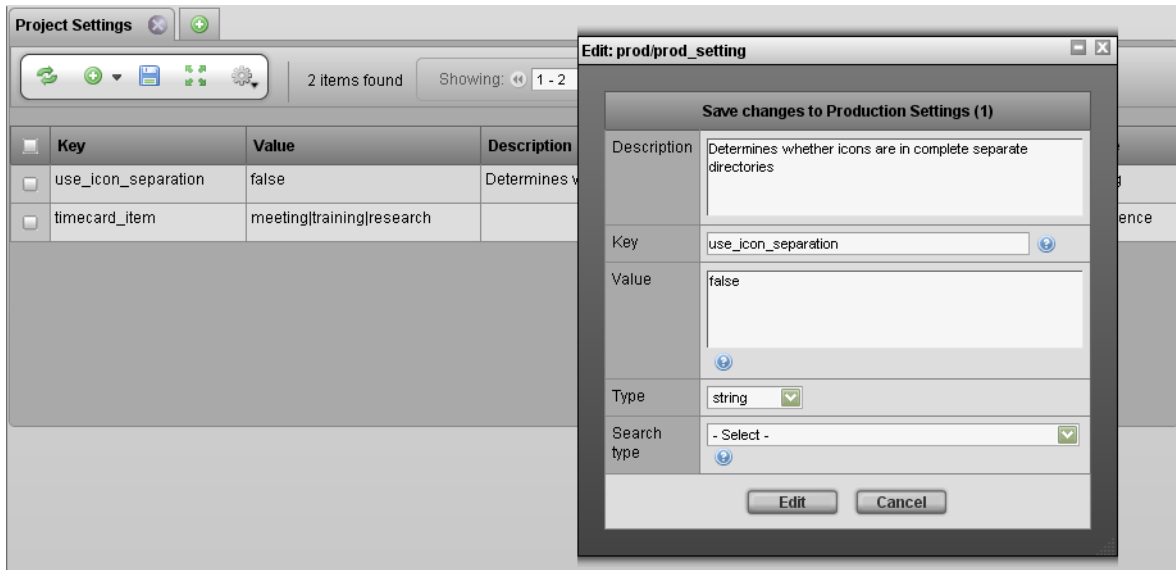 Project Settings
2 items found
Showing: 1 - 2
Key Value Description
use_icon_separation false Determines
timecard_item meeting|training|research
ence
Edit: prod/prod_setting
Save changes to Production Settings (1)
Description
Determines whether icons are in complete separate
directories
Key
use_icon_separation
Value
false
Type
string
Search
type
- Select -
Edit Cancel